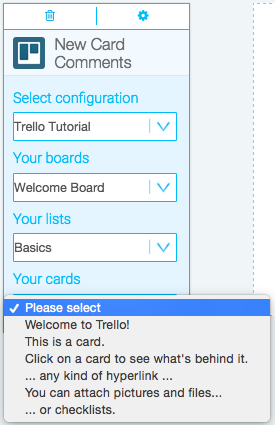 New Card
Comments
Select configuration
Trello Tutorial
Your boards
Welcome Board
Your lists
Basics
Your cards
✓ Please select
Welcome to Trello!
This is a card.
Click on a card to see what's behind it.
... any kind of hyperlink ...
You can attach pictures and files...
... or checklists.